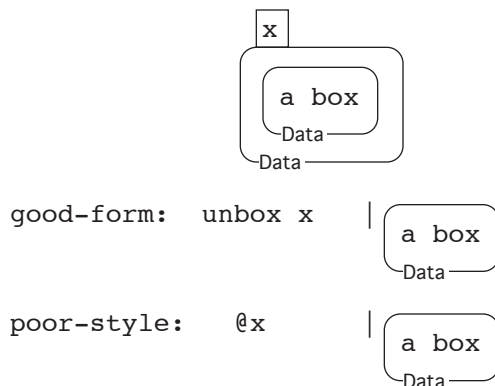 x
a box
Data
Data
good-form: unbox x | a box
Data
poor-style: @x | a box
Data